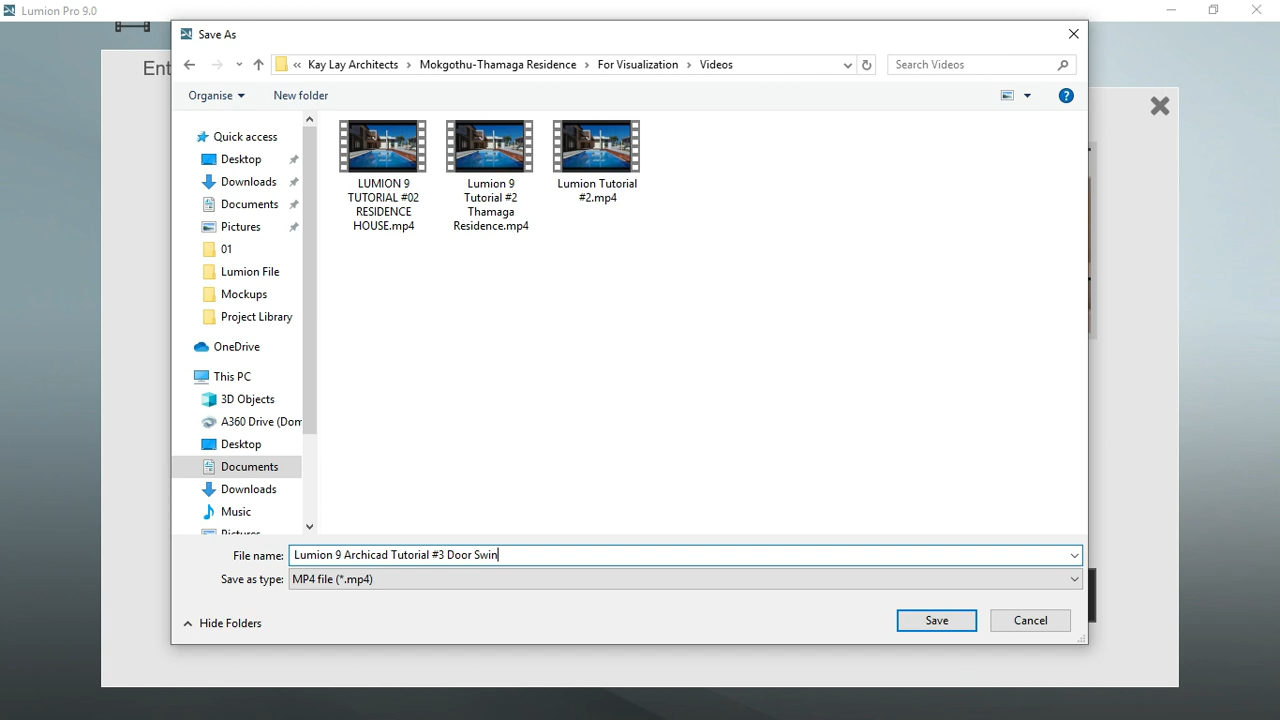 Lumion Pro 9.0
Ent
Save As
« Kay Lay Architects › Mokgothu-Thamaga Residence › For Visualization › Videos
Search Videos
Organise
New folder
Quick access
Desktop
Downloads
Documents
Pictures
01
Lumion File
Mockups
Project Library
OneDrive
This PC
3D Objects
A360 Drive (Dom
Desktop
Documents
Downloads
Music
Pictures
LUMION 9
TUTORIAL #02
RESIDENCE
HOUSE.mp4
Lumion 9
Tutorial #2
Thamaga
Residence.mp4
Lumion Tutorial
#2.mp4
File name: Lumion 9 Archicad Tutorial #3 Door Swin
Save as type: MP4 file (*.mp4)
Hide Folders
Save
Cancel